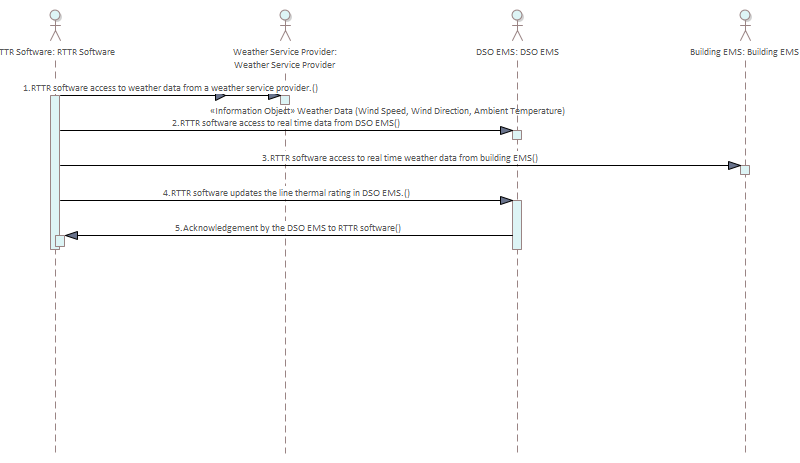 TTR Software: RTTR Software
Weather Service Provider:
Weather Service Provider
DSO EMS: DSO EMS
Building EMS: Building EMS
1.RTTR software access to weather data from a weather service provider.()
«Information Object» Weather Data (Wind Speed, Wind Direction, Ambient Temperature)
2.RTTR software access to real time data from DSO EMS()
3.RTTR software access to real time weather data from building EMS()
4.RTTR software updates the line thermal rating in DSO EMS.()
5.Acknowledgement by the DSO EMS to RTTR software()